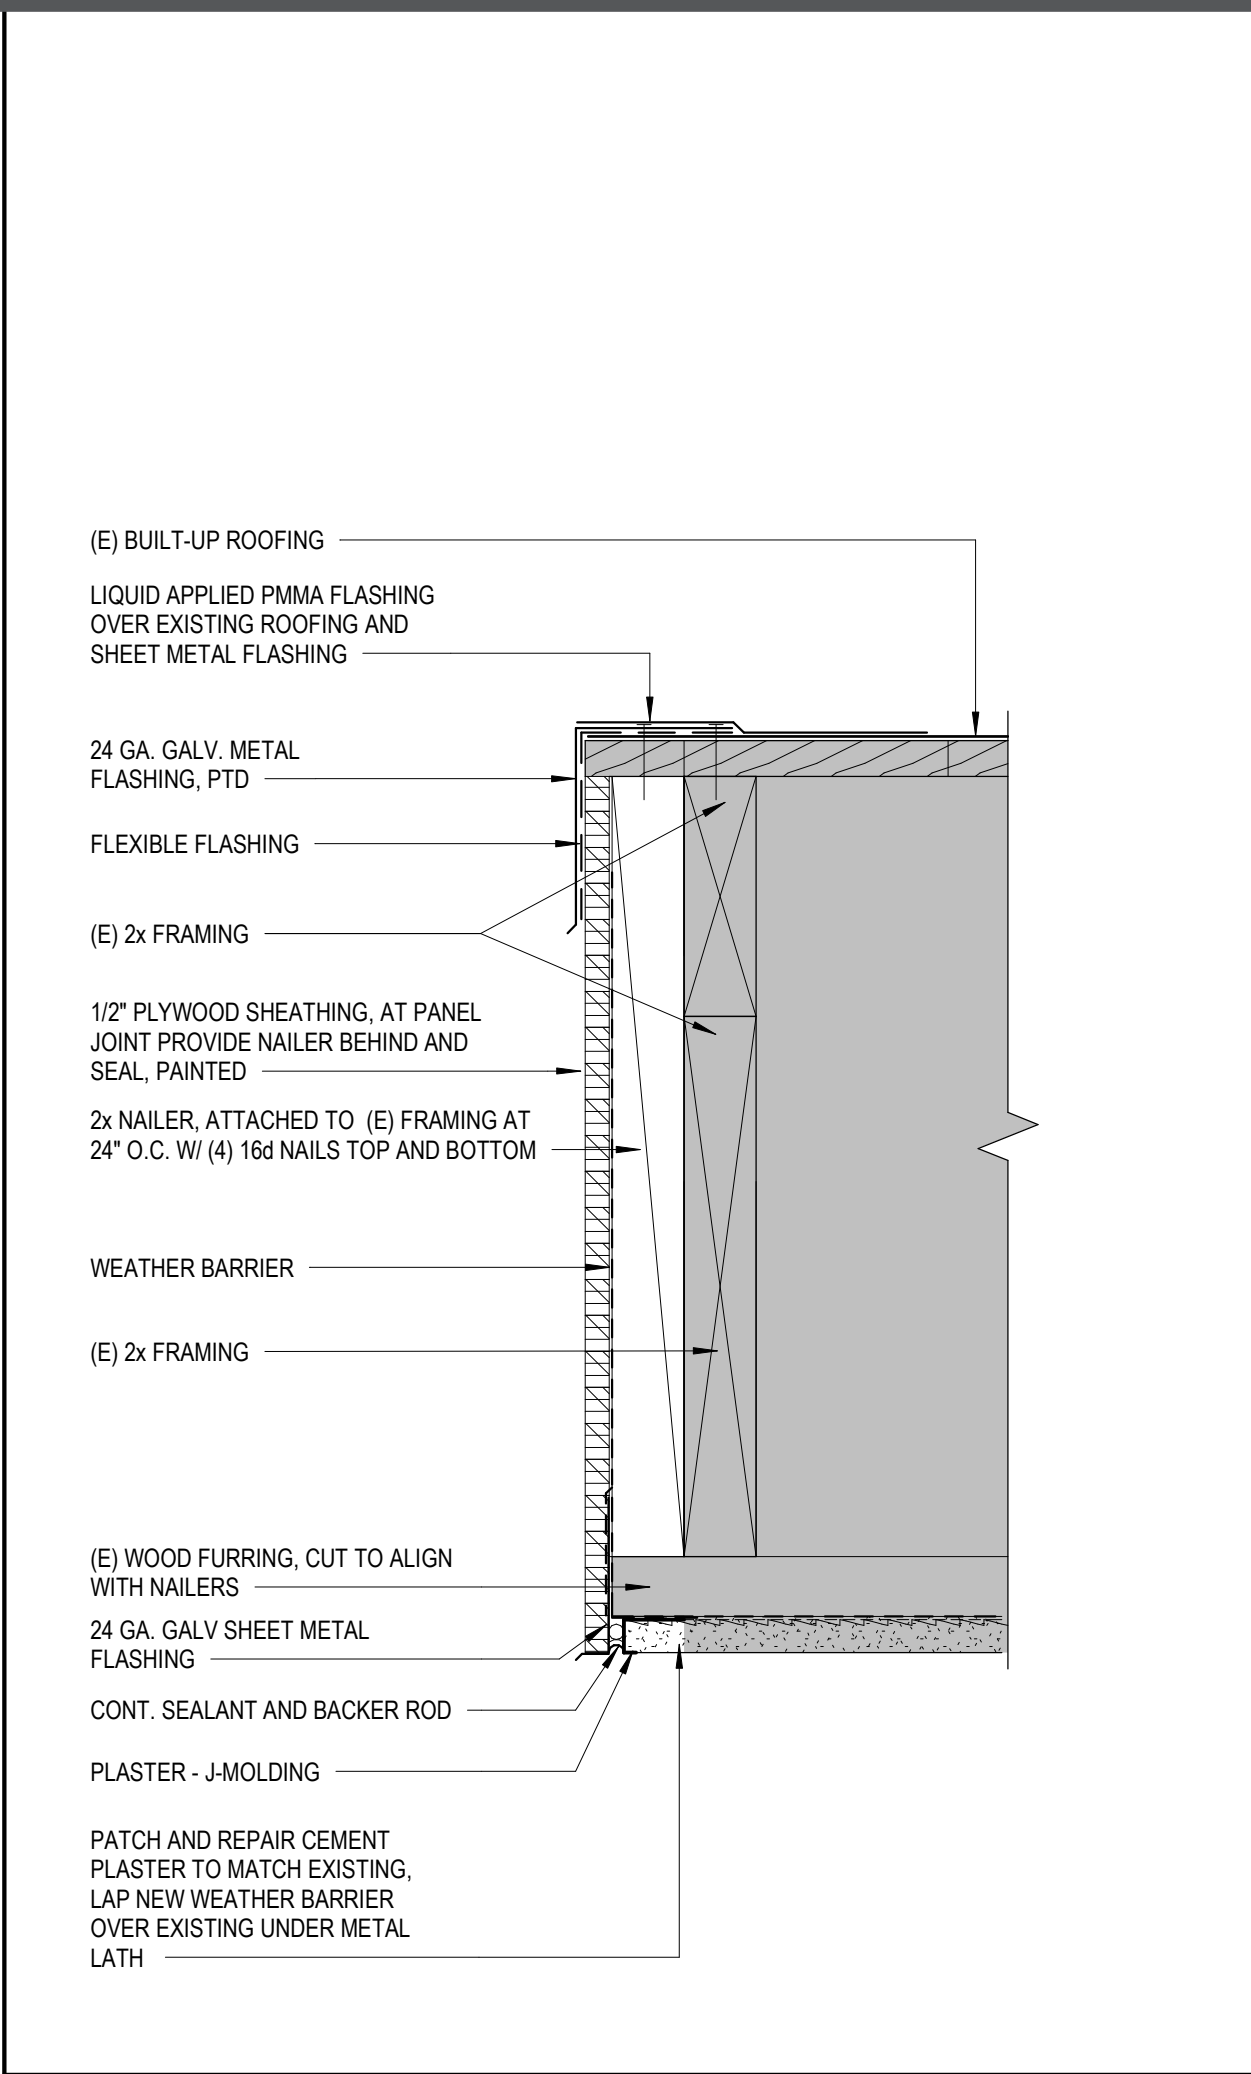 (E) BUILT-UP ROOFING
LIQUID APPLIED PMMA FLASHING
OVER EXISTING ROOFING AND
SHEET METAL FLASHING
24 GA. GALV. METAL
FLASHING, PTD
FLEXIBLE FLASHING
(E) 2x FRAMING
1/2" PLYWOOD SHEATHING, AT PANEL
JOINT PROVIDE NAILER BEHIND AND
SEAL, PAINTED
2x NAILER, ATTACHED TO (E) FRAMING AT
24" O.C. W/ (4) 16d NAILS TOP AND BOTTOM
WEATHER BARRIER
(E) 2x FRAMING
(E) WOOD FURRING, CUT TO ALIGN
WITH NAILERS
24 GA. GALV SHEET METAL
FLASHING
CONT. SEALANT AND BACKER ROD
PLASTER - J-MOLDING
PATCH AND REPAIR CEMENT
PLASTER TO MATCH EXISTING,
LAP NEW WEATHER BARRIER
OVER EXISTING UNDER METAL
LATH